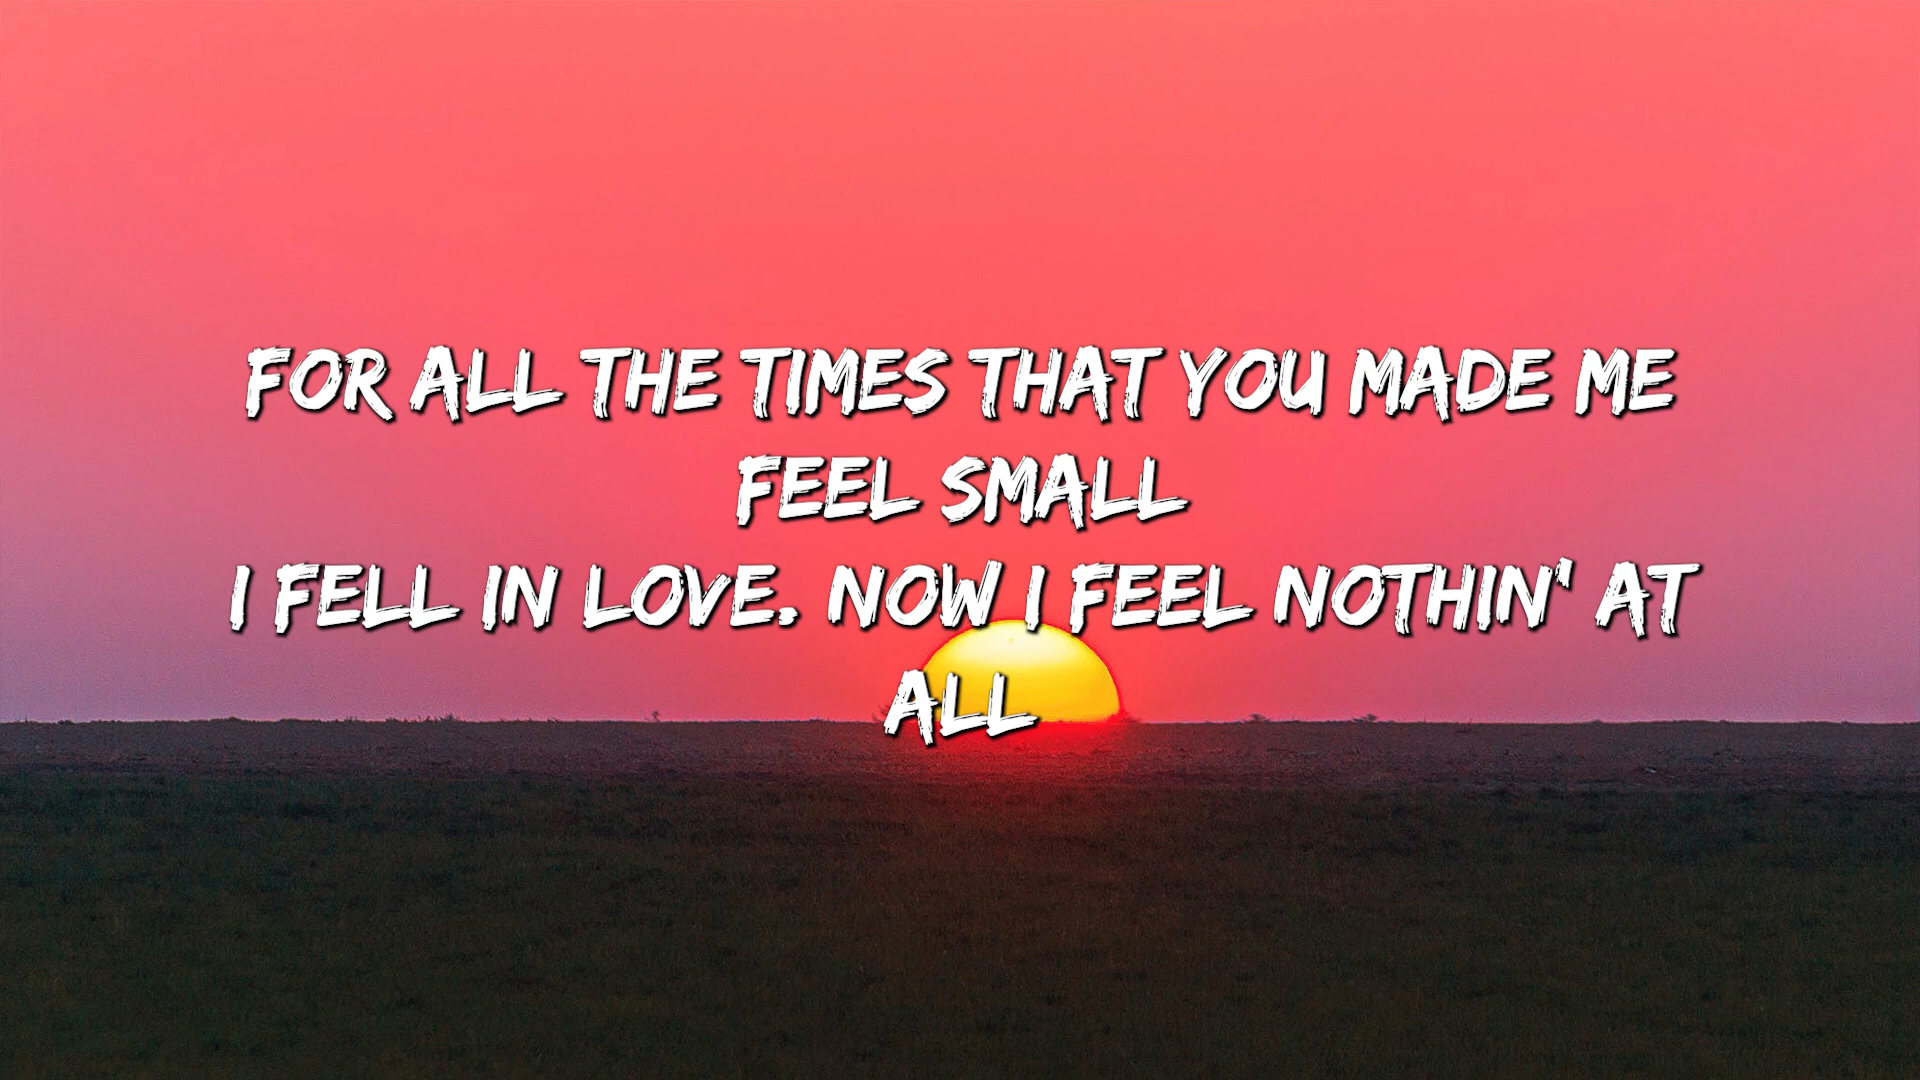 FOR ALL THE TIMES THAT YOU MADE ME
FEEL SMALL
I FELL IN LOVE. NOW I FEEL NOTHIN' AT
ALL